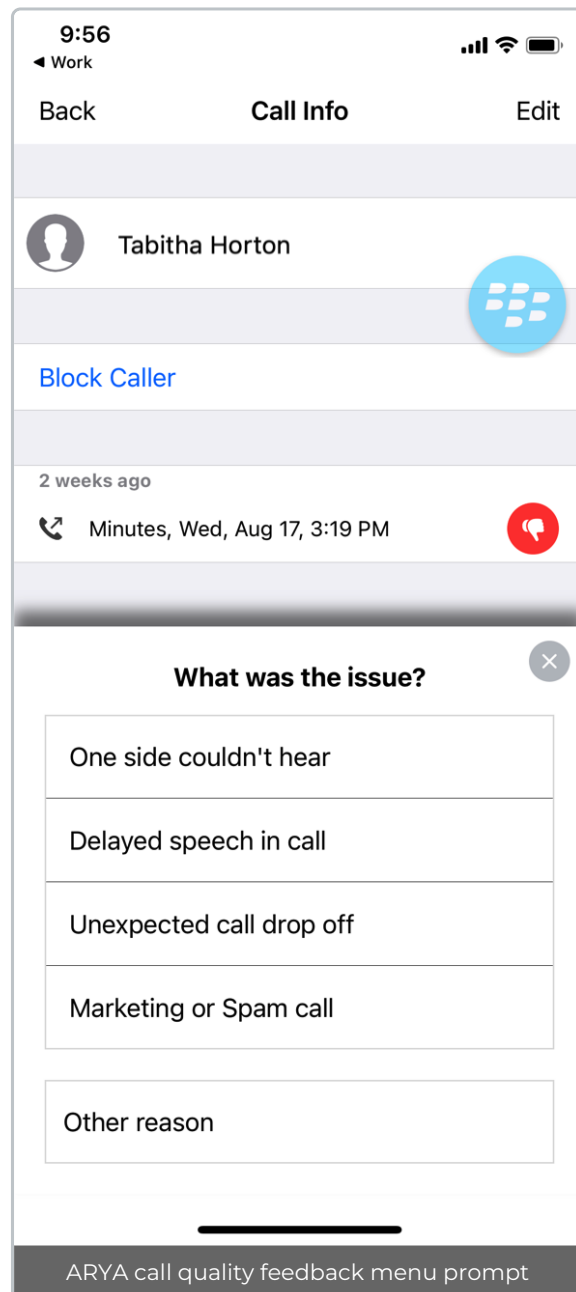 9:56
◀ Work
Back Call Info Edit
Tabitha Horton
Block Caller
2 weeks ago
Minutes, Wed, Aug 17, 3:19 PM
What was the issue?
One side couldn't hear
Delayed speech in call
Unexpected call drop off
Marketing or Spam call
Other reason
ARYA call quality feedback menu prompt